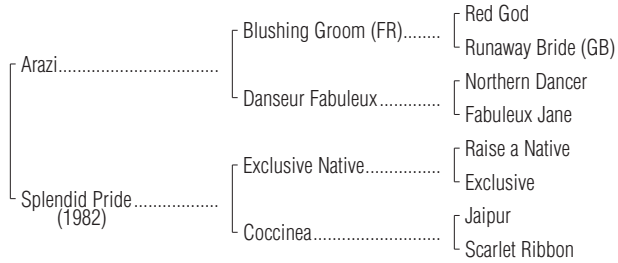 Red God
Blushing Groom (FR)........
Runaway Bride (GB)
Arazi.................................
Northern Dancer
Danseur Fabuleux.............
Fabuleux Jane
Raise a Native
Exclusive Native................
Exclusive
Splendid Pride..................
(1982)
Jaipur
Coccinea...........................
Scarlet Ribbon